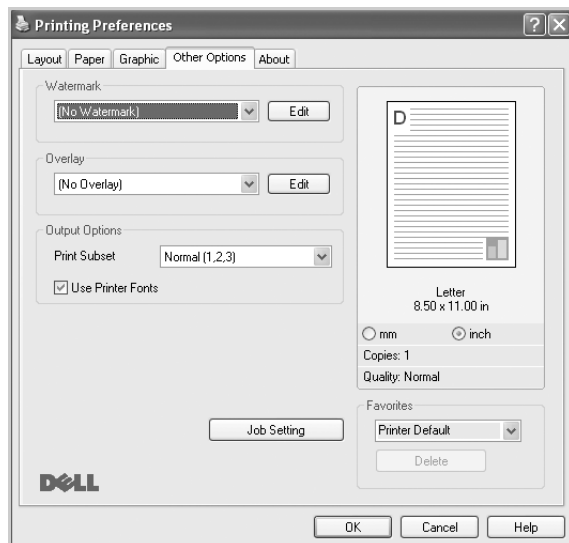 Printing Preferences
Layout Paper Graphic Other Options About
Watermark
(No Watermark)
Edit
Overlay
(No Overlay)
Edit
Output Options
Print Subset Normal (1,2,3)
Use Printer Fonts
Job Setting
DELL
D
Letter
8.50 x 11.00 in
mm inch
Copies: 1
Quality: Normal
Favorites
Printer Default
Delete
OK Cancel Help